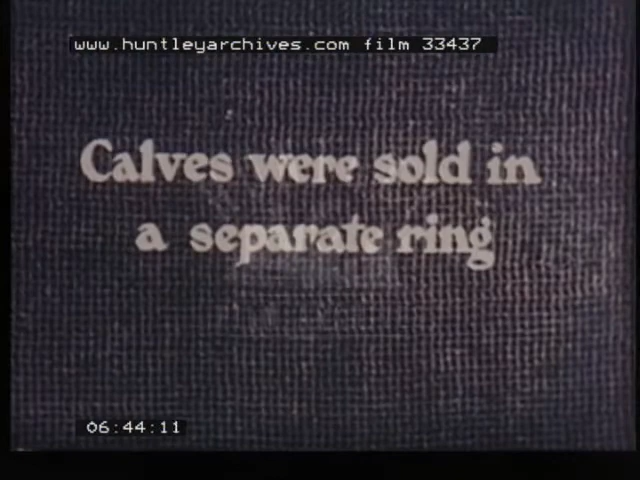 www.huntleyarchives.com film 33437
Calves were sold in
a separate ring
06:44:11